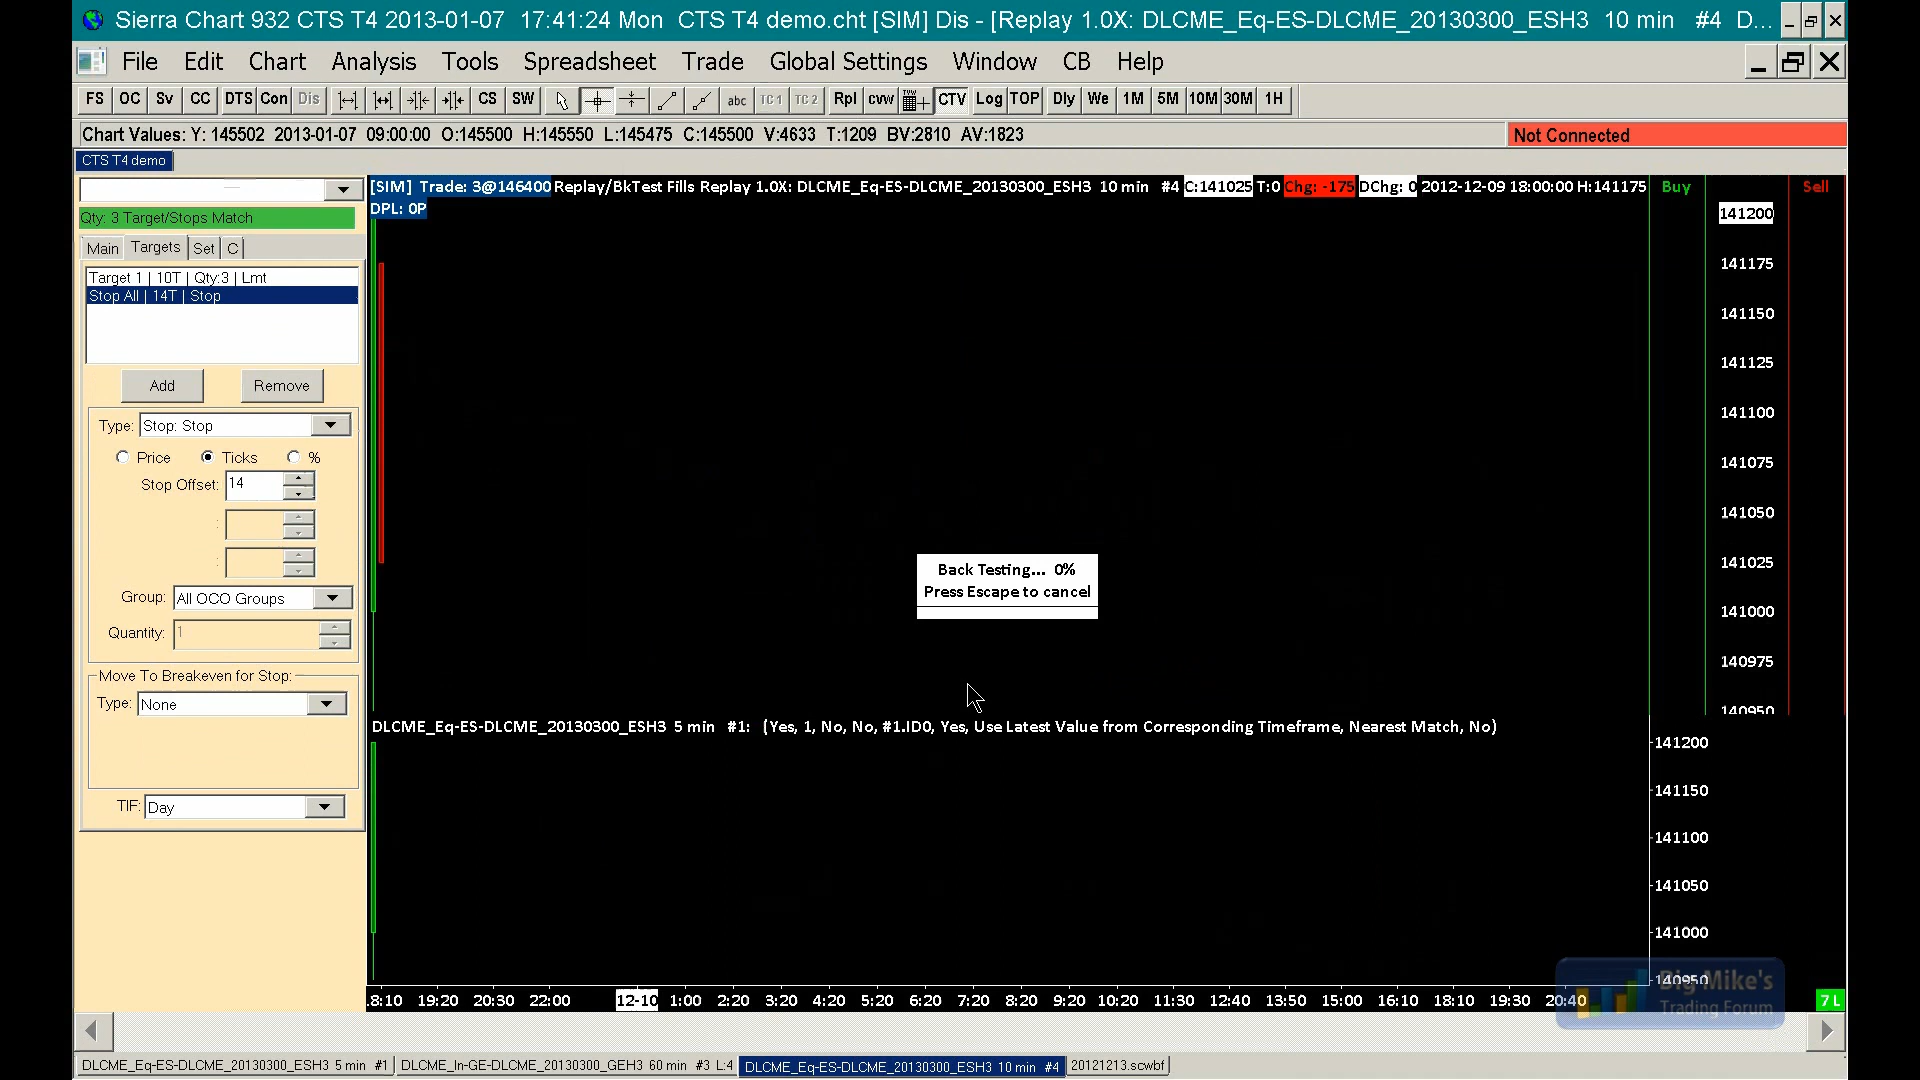 Sierra Chart 932 CTS T4 2013-01-07  17:41:24 Mon  CTS T4 demo.cht [SIM] Dis - [Replay 1.0X: DLCME_Eq-ES-DLCME_20130300_ESH3  10 min  #4  D...
File Edit Chart Analysis Tools Spreadsheet Trade Global Settings Window CB Help
FS OC Sv CC DTS Con Dis CS SW abc TC 1 TC 2 Rpl cvw CTV Log TOP Dly We 1M 5M 10M 30M 1H
Chart Values: Y: 145502  2013-01-07  09:00:00  O:145500  H:145550  L:145475  C:145500  V:4633  T:1209  BV:2810  AV:1823
Not Connected
CTS T4 demo
Qty: 3 Target/Stops Match
Main Targets Set C
Target 1 | 10T | Qty:3 | Lmt
Stop All | 14T | Stop
Add Remove
Type: Stop: Stop
Price Ticks %
Stop Offset: 14
:
:
Group: All OCO Groups
Quantity: 1
Move To Breakeven for Stop:
Type: None
TIF: Day
[SIM]  Trade: 3@146400 Replay/BkTest Fills Replay 1.0X: DLCME_Eq-ES-DLCME_20130300_ESH3  10 min  #4 C:141025 T:0 Chg: -175 DChg: 0 2012-12-09 18:00:00 H:141175
DPL: 0P
Buy Sell
141200
141175
141150
141125
141100
141075
141050
141025
141000
140975
140950
Back Testing...  0%
Press Escape to cancel
DLCME_Eq-ES-DLCME_20130300_ESH3  5 min  #1:  (Yes, 1, No, No, #1.ID0, Yes, Use Latest Value from Corresponding Timeframe, Nearest Match, No)
141200
141150
141100
141050
141000
140950
Big Mike's
Trading Forum
8:10 19:20 20:30 22:00 12-10 1:00 2:20 3:20 4:20 5:20 6:20 7:20 8:20 9:20 10:20 11:30 12:40 13:50 15:00 16:10 18:10 19:30 20:40
7 L
DLCME_Eq-ES-DLCME_20130300_ESH3  5 min  #1 DLCME_In-GE-DLCME_20130300_GEH3  60 min  #3  L:4 DLCME_Eq-ES-DLCME_20130300_ESH3 10 min  #4 20121213.scwbf